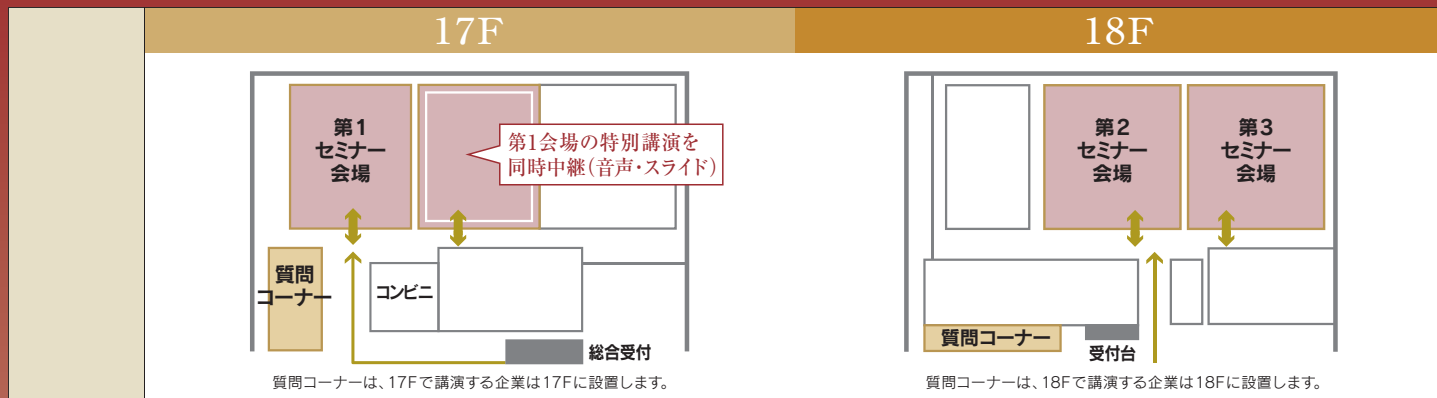 17F
18F
第1
セミナー
会場
第1会場の特別講演を
同時中継(音声・スライド)
質問
コーナー
コンビニ
総合受付
質問コーナーは、17Fで講演する企業は17Fに設置します。
第2
セミナー
会場
第3
セミナー
会場
質問コーナー
受付台
質問コーナーは、18Fで講演する企業は18Fに設置します。